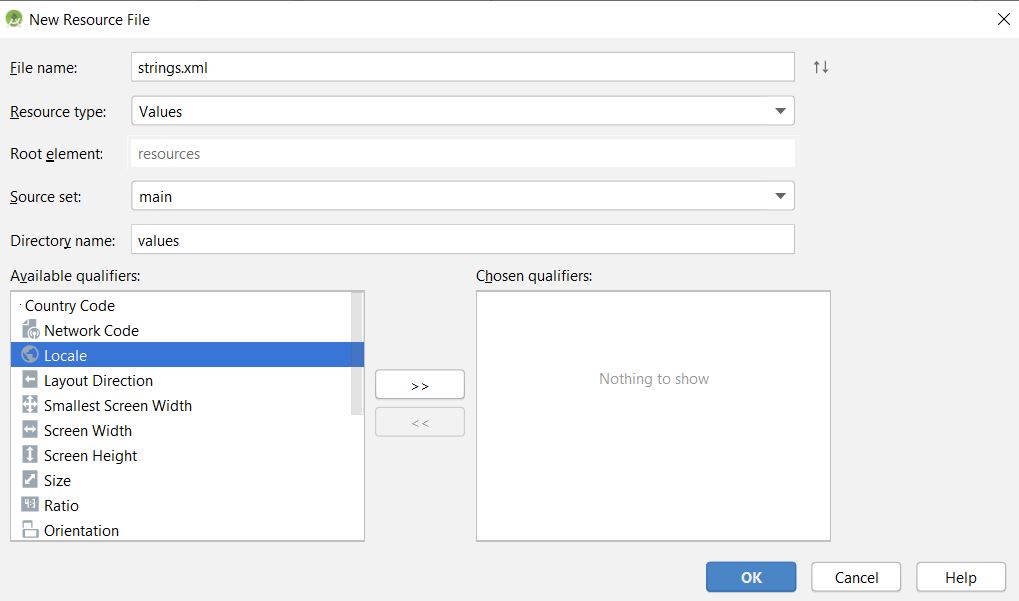 New Resource File
File name: strings.xml
Resource type: Values
Root element: resources
Source set: main
Directory name: values
Available qualifiers:
Country Code
Network Code
Locale
Layout Direction
Smallest Screen Width
Screen Width
Screen Height
Size
Ratio
Orientation
>>
<<
Chosen qualifiers:
Nothing to show
OK Cancel Help